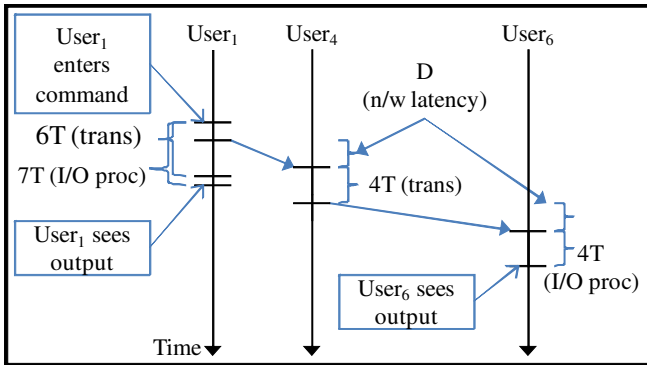 User₁ enters command
User₁
User₄
User₆
D
(n/w latency)
6T (trans)
7T (I/O proc)
4T (trans)
User₁ sees output
4T
(I/O proc)
User₆ sees output
Time